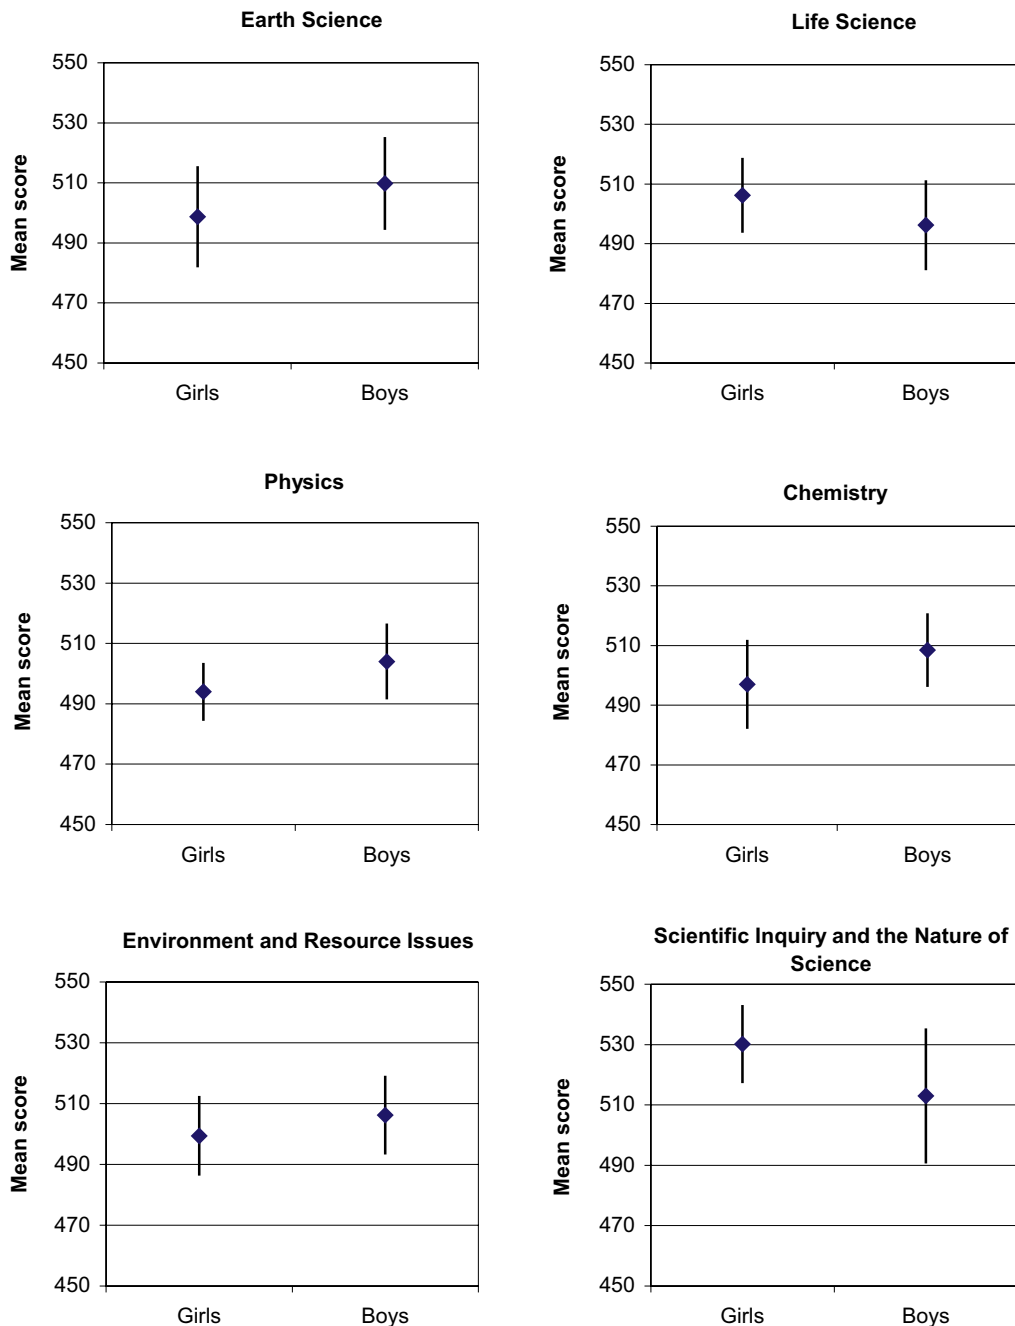 Earth Science
550
530
510
490
470
450
Mean score
Girls Boys
Life Science
550
530
510
490
470
450
Mean score
Girls Boys
Physics
550
530
510
490
470
450
Mean score
Girls Boys
Chemistry
550
530
510
490
470
450
Mean score
Girls Boys
Environment and Resource Issues
550
530
510
490
470
450
Mean score
Girls Boys
Scientific Inquiry and the Nature of
Science
550
530
510
490
470
450
Mean score
Girls Boys